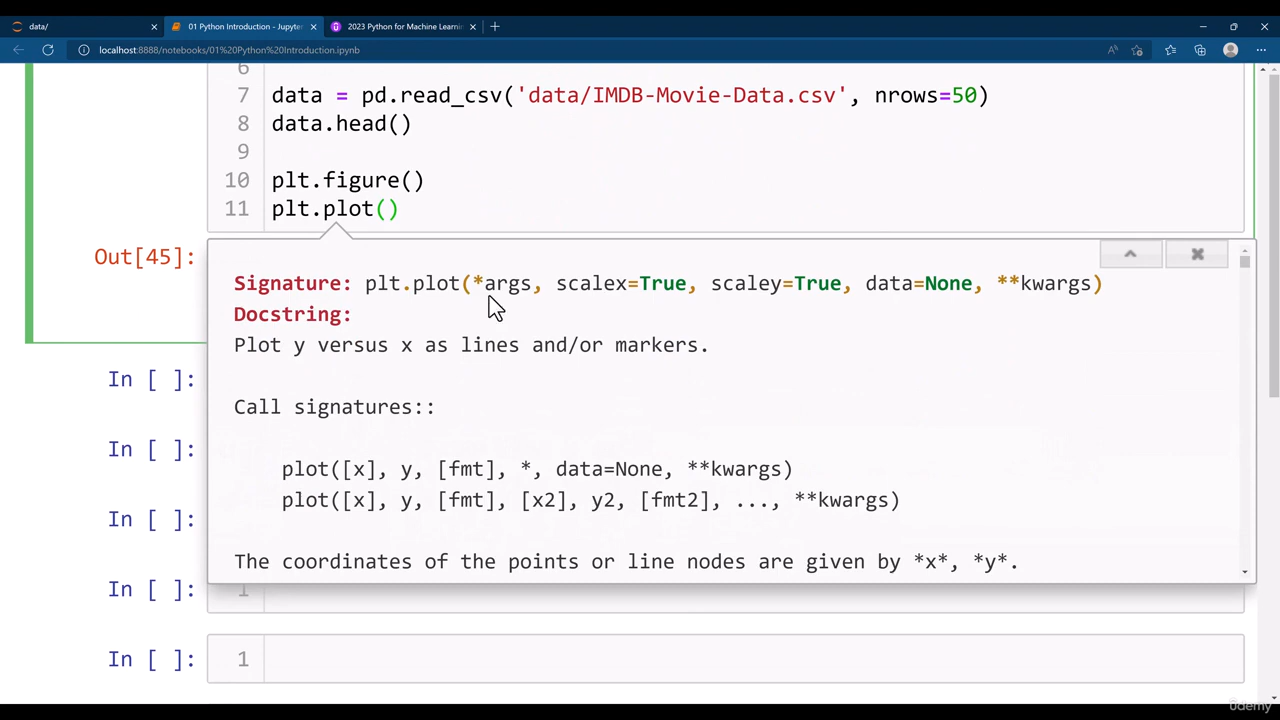 data/
01 Python Introduction - Jupyter
2023 Python for Machine Learnin
localhost:8888/notebooks/01%20Python%20Introduction.ipynb
6
7 data = pd.read_csv('data/IMDB-Movie-Data.csv', nrows=50)
8 data.head()
9
10 plt.figure()
11 plt.plot()
Out[45]:
Signature: plt.plot(*args, scalex=True, scaley=True, data=None, **kwargs)
Docstring:
Plot y versus x as lines and/or markers.
Call signatures::
plot([x], y, [fmt], *, data=None, **kwargs)
plot([x], y, [fmt], [x2], y2, [fmt2], ..., **kwargs)
The coordinates of the points or line nodes are given by *x*, *y*.
In [ ]:
In [ ]:
In [ ]:
In [ ]: 1
In [ ]: 1
ûdemy